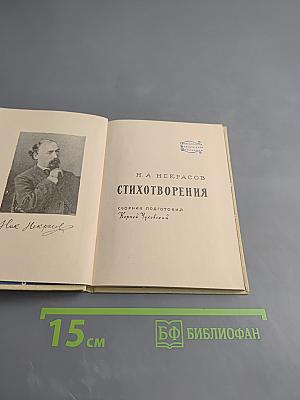 Н. А. НЕКРАСОВ
СТИХОТВОРЕНИЯ
СБОРНИК ПОДГОТОВИЛ
Корней Чуковский
Ник Некрасов
15 см
БФ БИБЛИОФАН